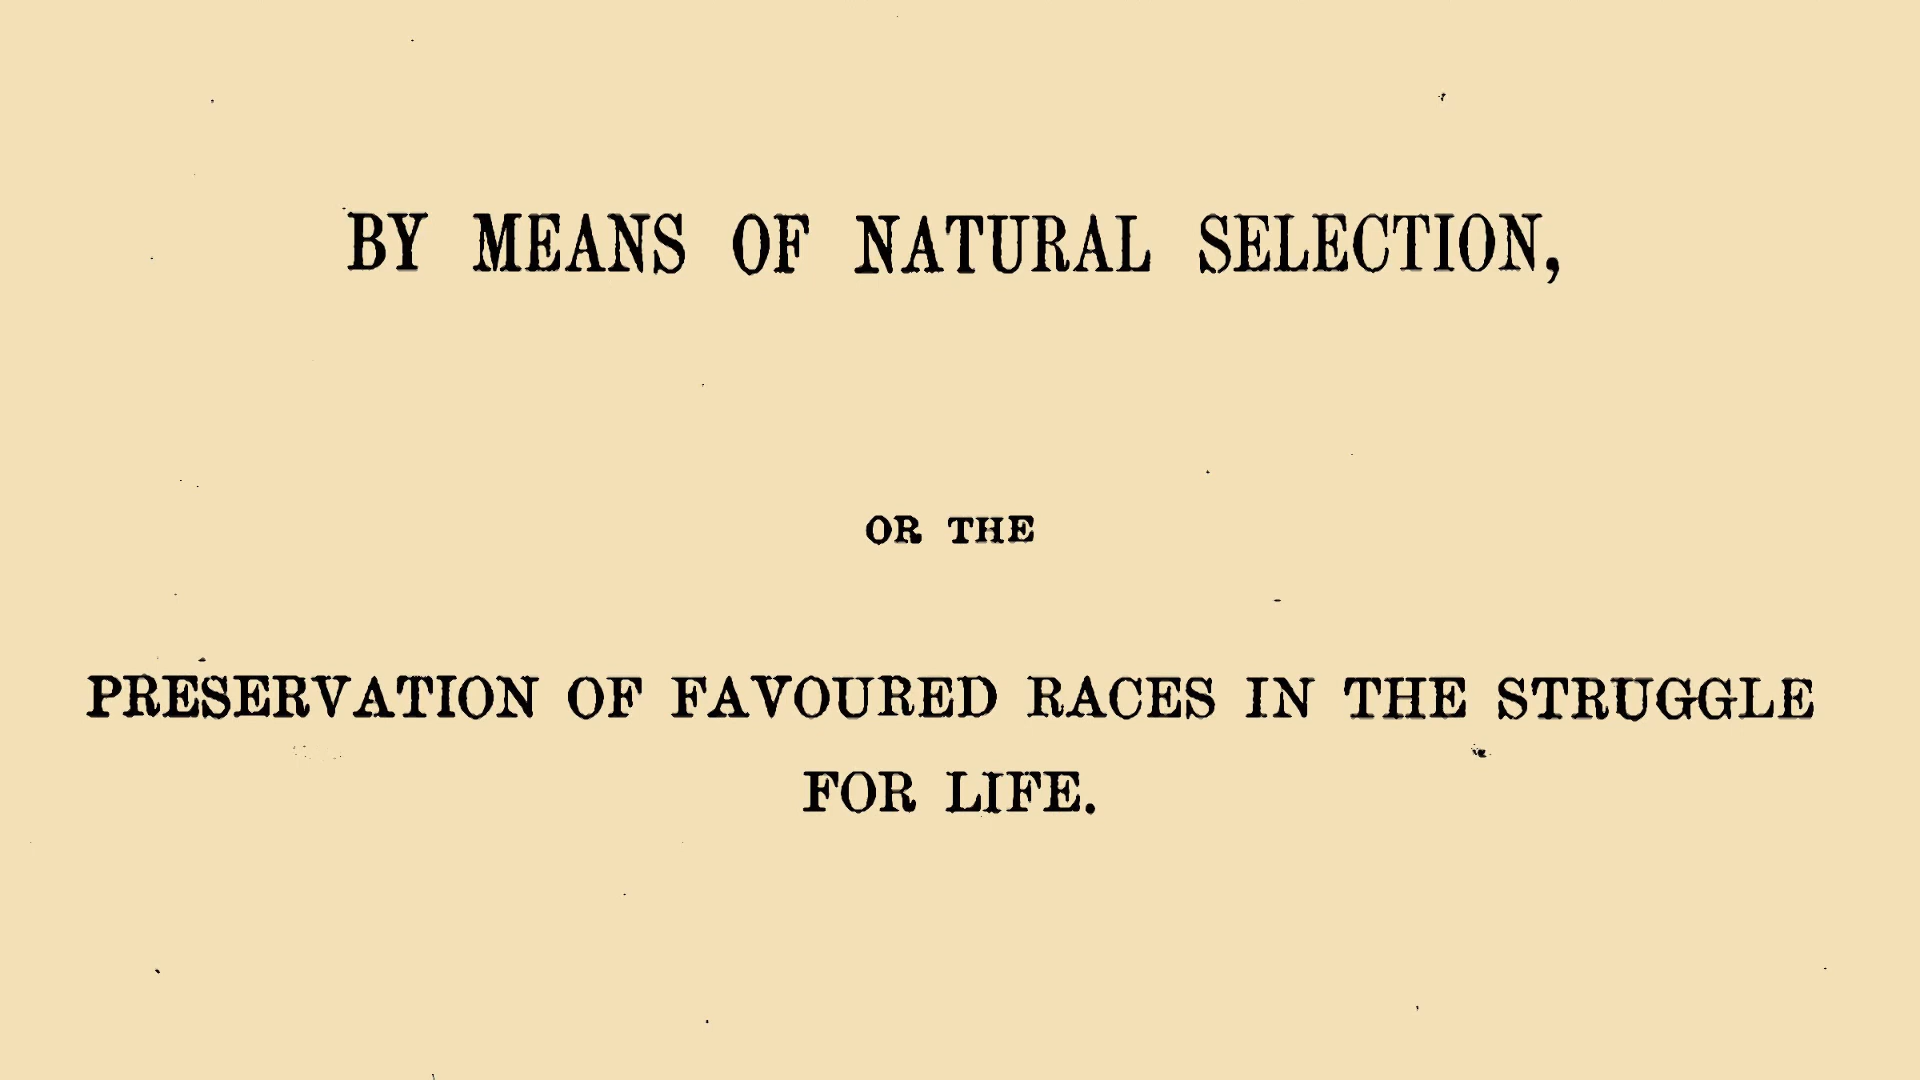 BY MEANS OF NATURAL SELECTION,
OR THE
PRESERVATION OF FAVOURED RACES IN THE STRUGGLE
FOR LIFE.